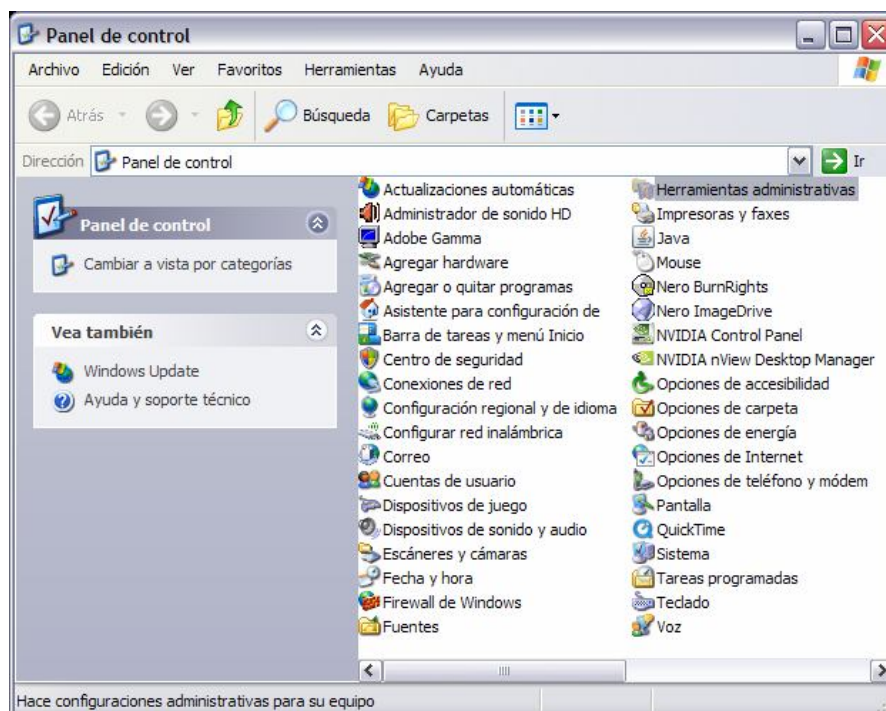 Panel de control
Archivo Edición Ver Favoritos Herramientas Ayuda
Atrás Búsqueda Carpetas
Dirección Panel de control Ir
Panel de control
Cambiar a vista por categorías
Vea también
Windows Update
Ayuda y soporte técnico
Actualizaciones automáticas
Administrador de sonido HD
Adobe Gamma
Agregar hardware
Agregar o quitar programas
Asistente para configuración de
Barra de tareas y menú Inicio
Centro de seguridad
Conexiones de red
Configuración regional y de idioma
Configurar red inalámbrica
Correo
Cuentas de usuario
Dispositivos de juego
Dispositivos de sonido y audio
Escáneres y cámaras
Fecha y hora
Firewall de Windows
Fuentes
Herramientas administrativas
Impresoras y faxes
Java
Mouse
Nero BurnRights
Nero ImageDrive
NVIDIA Control Panel
NVIDIA nView Desktop Manager
Opciones de accesibilidad
Opciones de carpeta
Opciones de energía
Opciones de Internet
Opciones de teléfono y módem
Pantalla
QuickTime
Sistema
Tareas programadas
Teclado
Voz
Hace configuraciones administrativas para su equipo